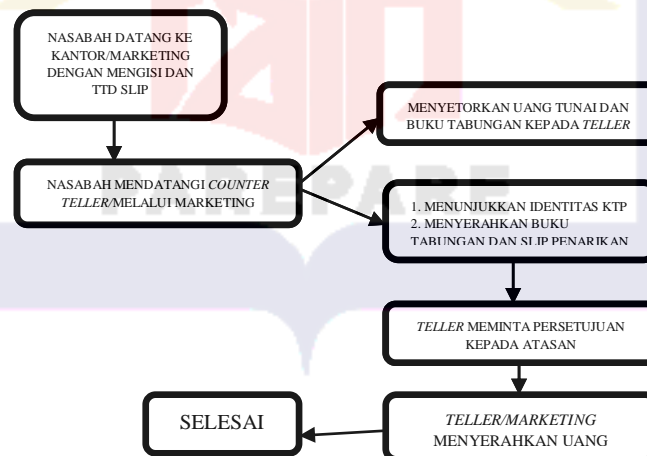 NASABAH DATANG KE
KANTOR/MARKETING
DENGAN MENGISI DAN
TTD SLIP
MENYETORKAN UANG TUNAI DAN
BUKU TABUNGAN KEPADA TELLER
NASABAH MENDATANGI COUNTER
TELLER/MELALUI MARKETING
1. MENUNJUKKAN IDENTITAS KTP
2. MENYERAHKAN BUKU
TABUNGAN DAN SLIP PENARIKAN
PAREPARE
TELLER MEMINTA PERSETUJUAN
KEPADA ATASAN
TELLER/MARKETING
MENYERAHKAN UANG
SELESAI